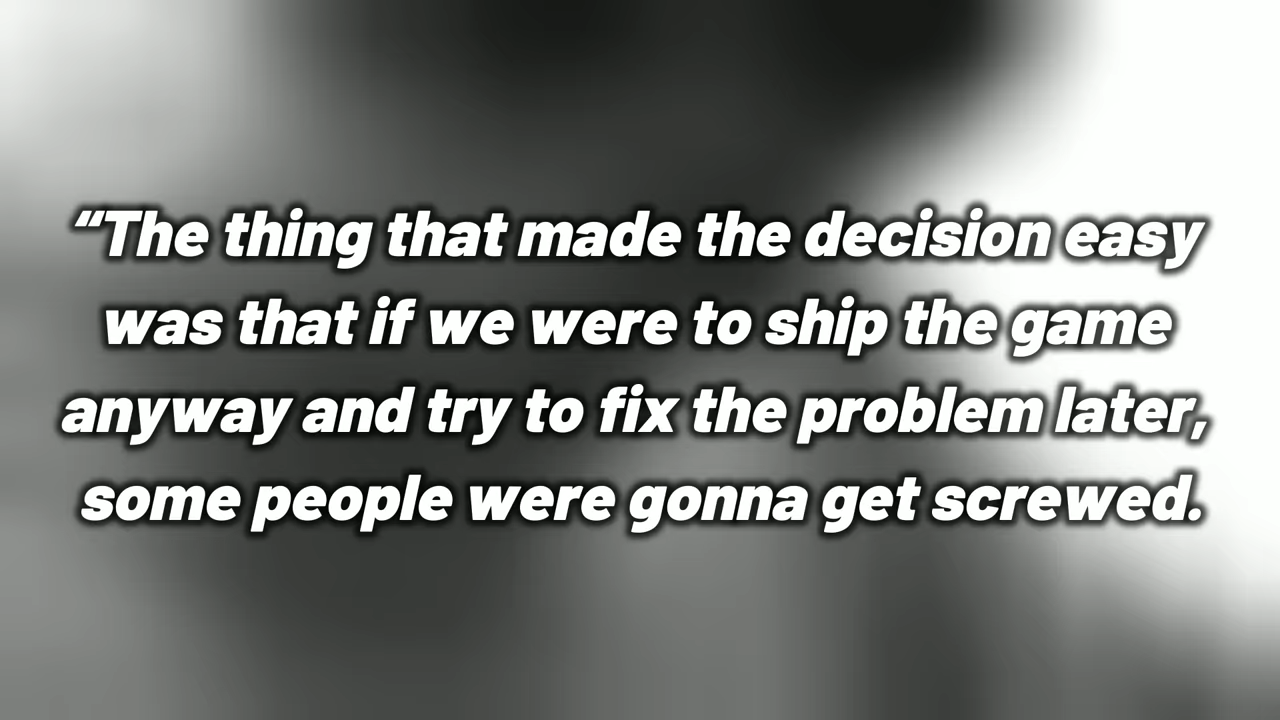 “The thing that made the decision easy
was that if we were to ship the game
anyway and try to fix the problem later,
some people were gonna get screwed.